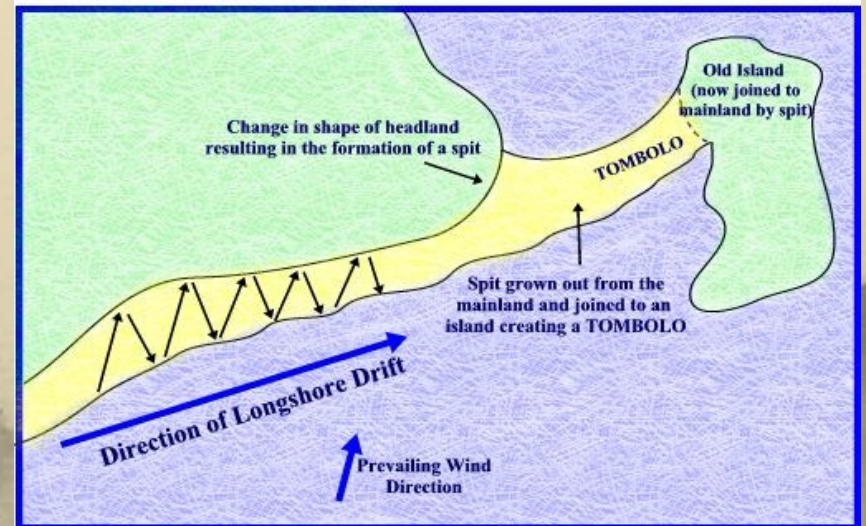 Old Island
(now joined to
mainland by spit)
Change in shape of headland
resulting in the formation of a spit
TOMBOLO
Spit grown out from the
mainland and joined to an
island creating a TOMBOLO
Direction of Longshore Drift
Prevailing Wind
Direction